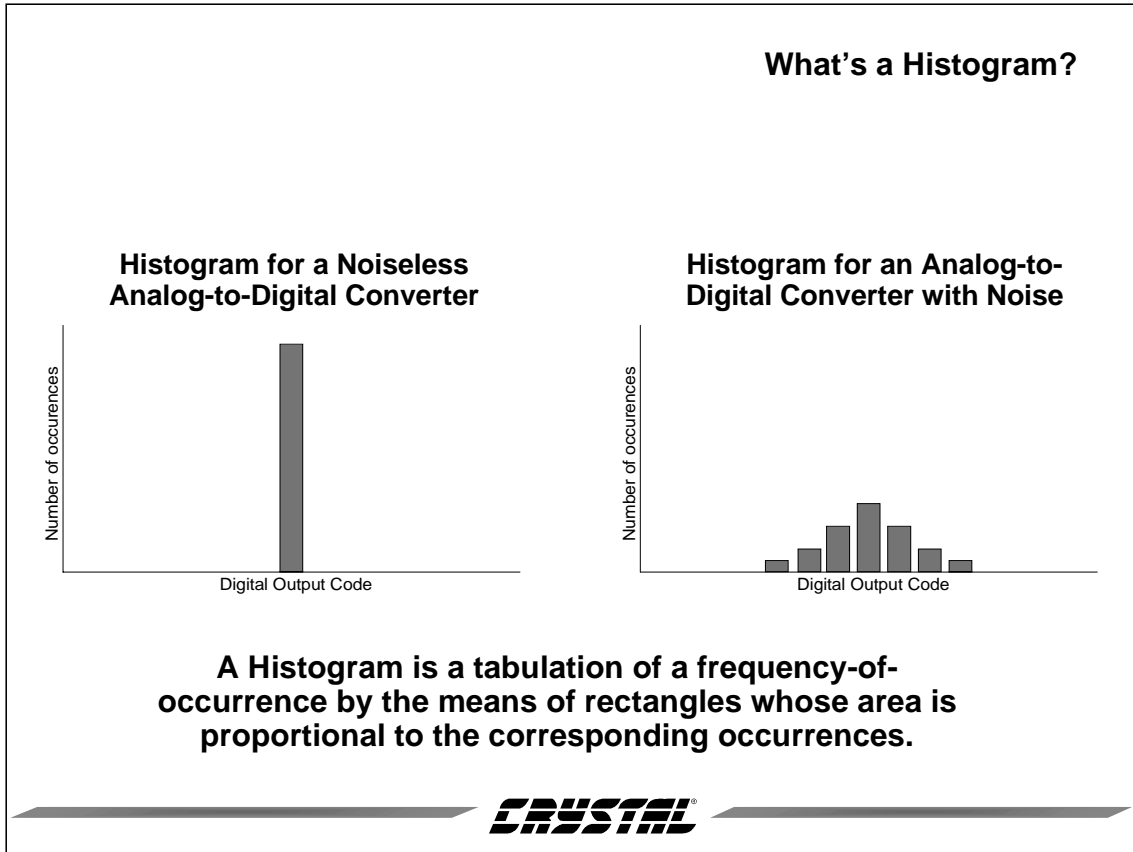 What's a Histogram?
Histogram for a Noiseless
Analog-to-Digital Converter
Number of occurences
Digital Output Code
Histogram for an Analog-to-
Digital Converter with Noise
Number of occurences
Digital Output Code
A Histogram is a tabulation of a frequency-of-
occurrence by the means of rectangles whose area is
proportional to the corresponding occurrences.
CRYSTAL®